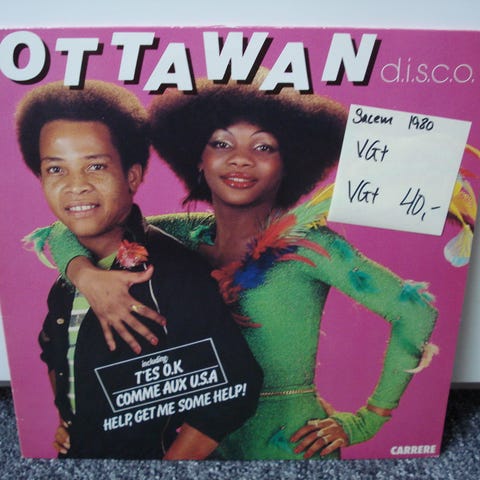 OTTAWAN
d.i.s.c.o.
Sacem 1980
VG+
VG+ 40,-
including:
T'ES O.K
COMME AUX U.S.A
HELP, GET ME SOME HELP!
CARRERE